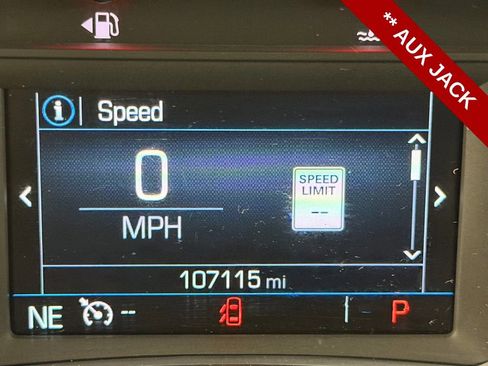 ** AUX JACK
i Speed
0
MPH
SPEED
LIMIT
--
107115 mi
NE -- P